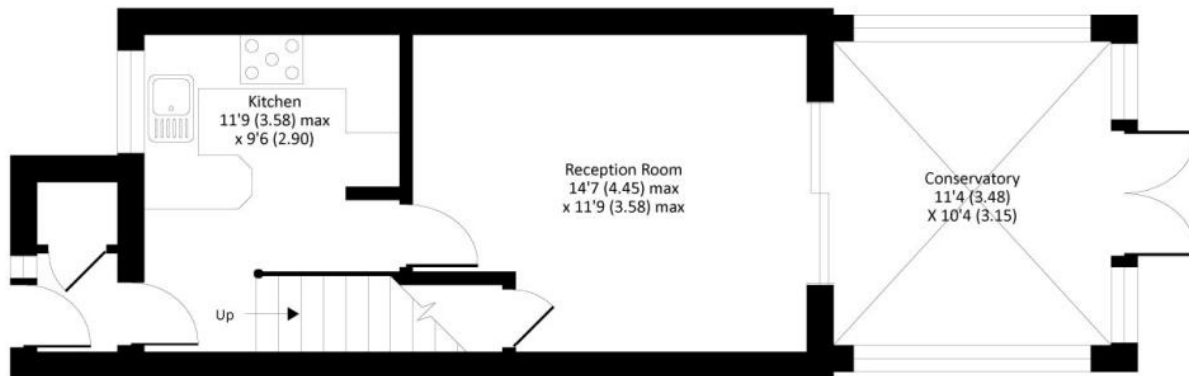 Kitchen
11'9 (3.58) max
x 9'6 (2.90)
Reception Room
14'7 (4.45) max
x 11'9 (3.58) max
Conservatory
11'4 (3.48)
X 10'4 (3.15)
Up